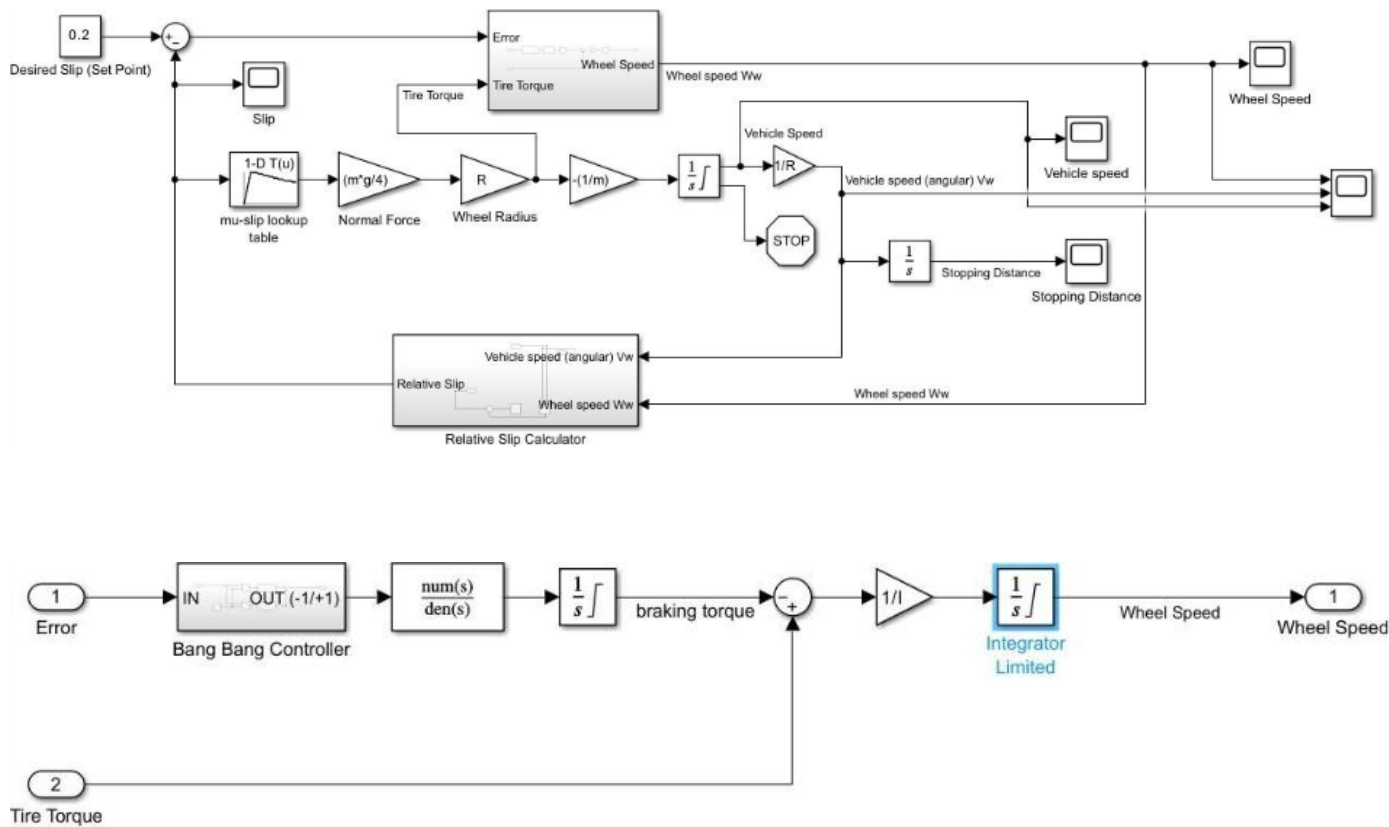 0.2
Desired Slip (Set Point)
+
-
Slip
Error
Tire Torque
Wheel Speed
Tire Torque
Wheel speed Ww
Wheel Speed
1-D T(u)
mu-slip lookup
table
(m*g/4)
Normal Force
R
Wheel Radius
-(1/m)
1
s
Vehicle Speed
1/R
STOP
Vehicle speed
Vehicle speed (angular) Vw
1
s
Stopping Distance
Stopping Distance
Vehicle speed (angular) Vw
Relative Slip
Wheel speed Ww
Wheel speed Ww
Relative Slip Calculator
1
Error
IN
OUT (-1/+1)
Bang Bang Controller
num(s)
den(s)
1
s
braking torque
-
+
1/I
1
s
Integrator
Limited
Wheel Speed
1
Wheel Speed
2
Tire Torque